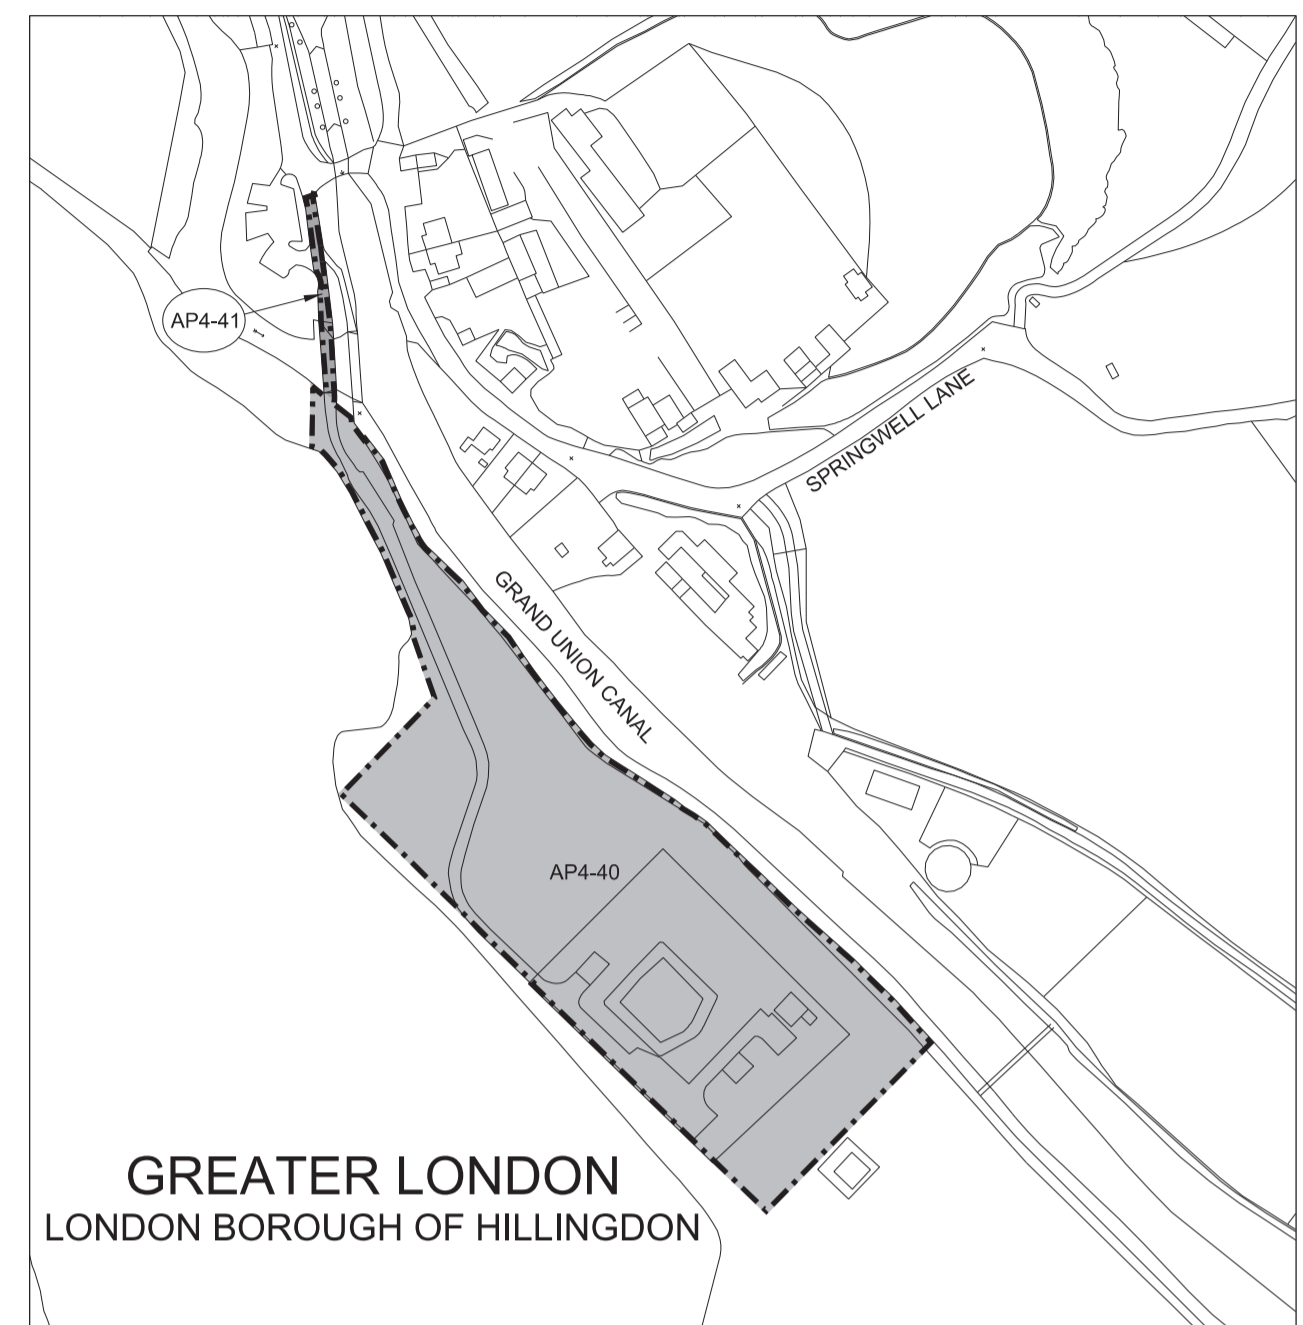 AP4-41
SPRINGWELL LANE
GRAND UNION CANAL
AP4-40
GREATER LONDON
LONDON BOROUGH OF HILLINGDON